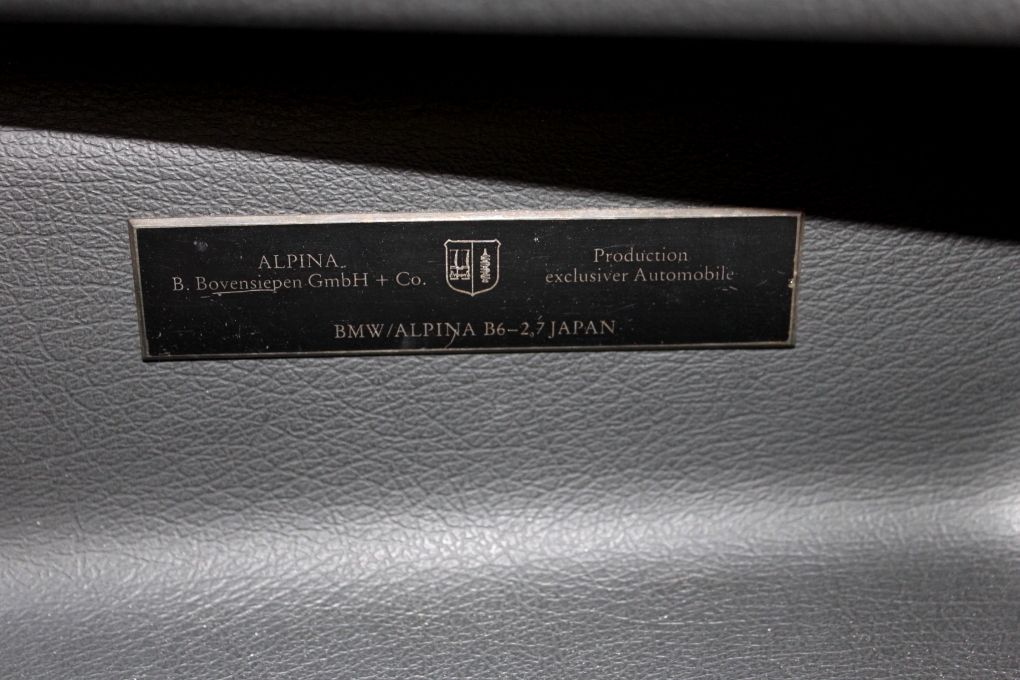 ALPINA
B. Bovensiepen GmbH + Co.
Production
exclusiver Automobile
BMW/ALPINA B6–2,7 JAPAN